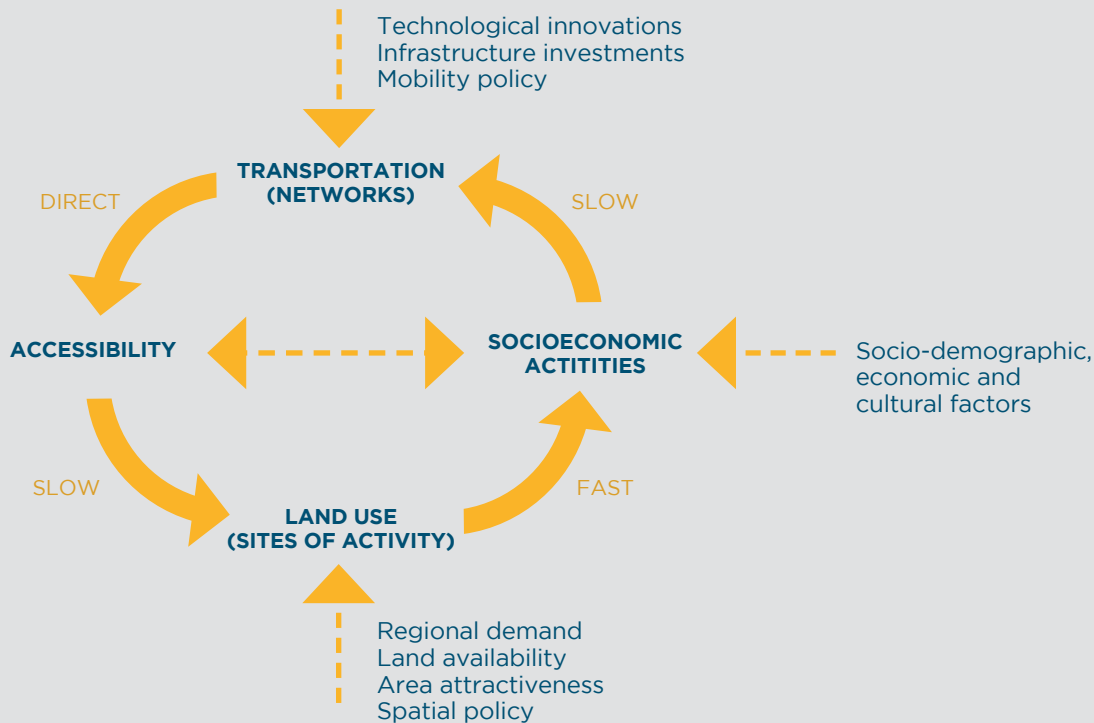 Technological innovations
Infrastructure investments
Mobility policy
TRANSPORTATION
(NETWORKS)
DIRECT
SLOW
ACCESSIBILITY
SOCIOECONOMIC
ACTITITIES
Socio-demographic,
economic and
cultural factors
SLOW
FAST
LAND USE
(SITES OF ACTIVITY)
Regional demand
Land availability
Area attractiveness
Spatial policy